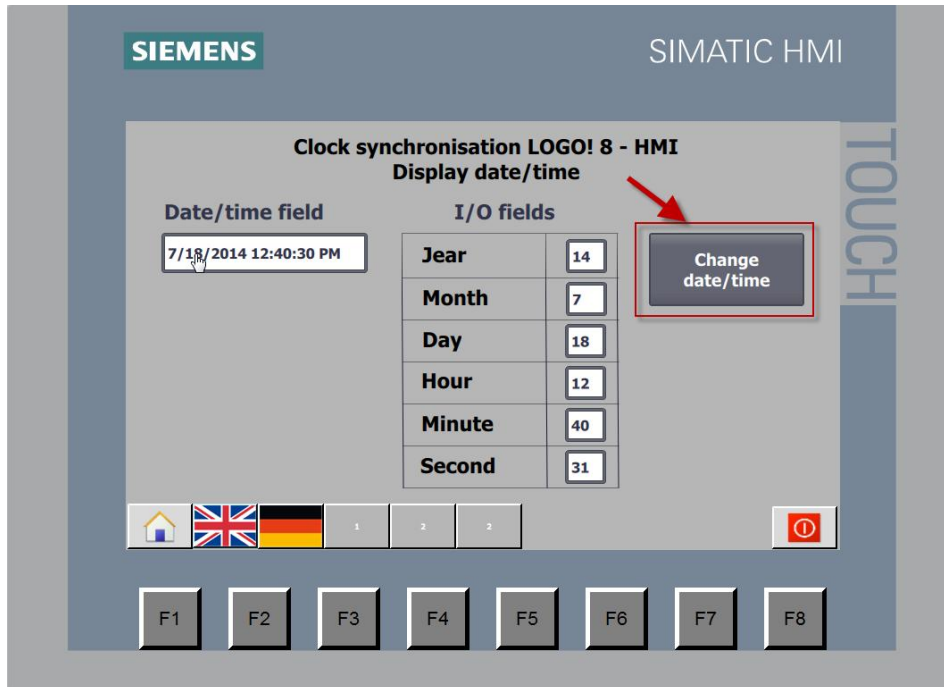 SIEMENS
SIMATIC HMI
TOUCH
Clock synchronisation LOGO! 8 - HMI
Display date/time
Date/time field
I/O fields
7/18/2014 12:40:30 PM
Jear 14
Month 7
Day 18
Hour 12
Minute 40
Second 31
Change
date/time
1 2 2
F1 F2 F3 F4 F5 F6 F7 F8